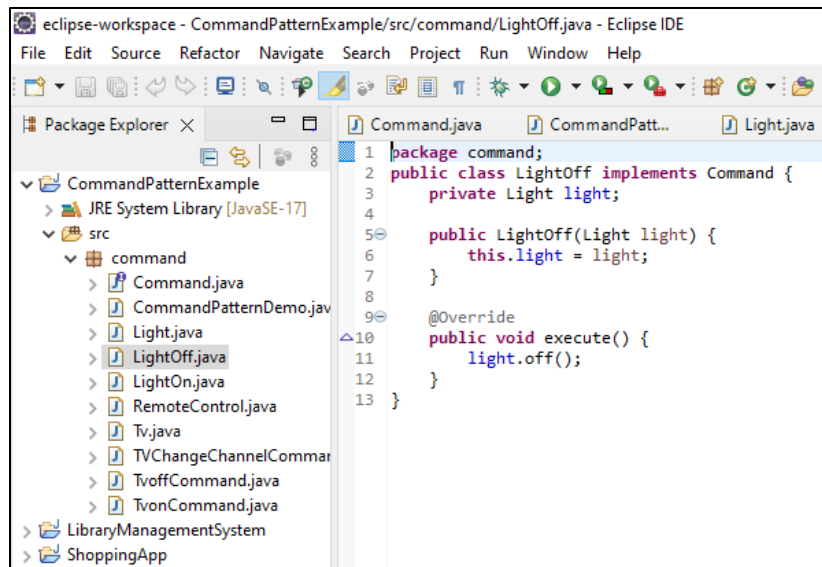 eclipse-workspace - CommandPatternExample/src/command/LightOff.java - Eclipse IDE
File Edit Source Refactor Navigate Search Project Run Window Help
Package Explorer
CommandPatternExample
JRE System Library [JavaSE-17]
src
command
Command.java
CommandPatternDemo.jav
Light.java
LightOff.java
LightOn.java
RemoteControl.java
Tv.java
TVChangeChannelCommar
TvoffCommand.java
TvonCommand.java
LibraryManagementSystem
ShoppingApp
Command.java CommandPatt... Light.java
1 package command;
2 public class LightOff implements Command {
3     private Light light;
4
5     public LightOff(Light light) {
6         this.light = light;
7     }
8
9     @Override
10     public void execute() {
11         light.off();
12     }
13 }